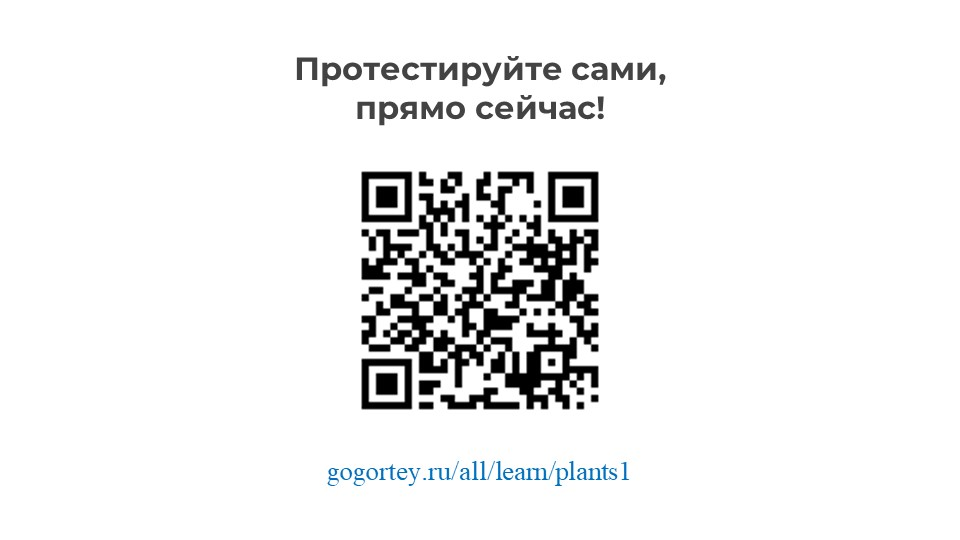 Протестируйте сами,
прямо сейчас!
gogortey.ru/all/learn/plants1